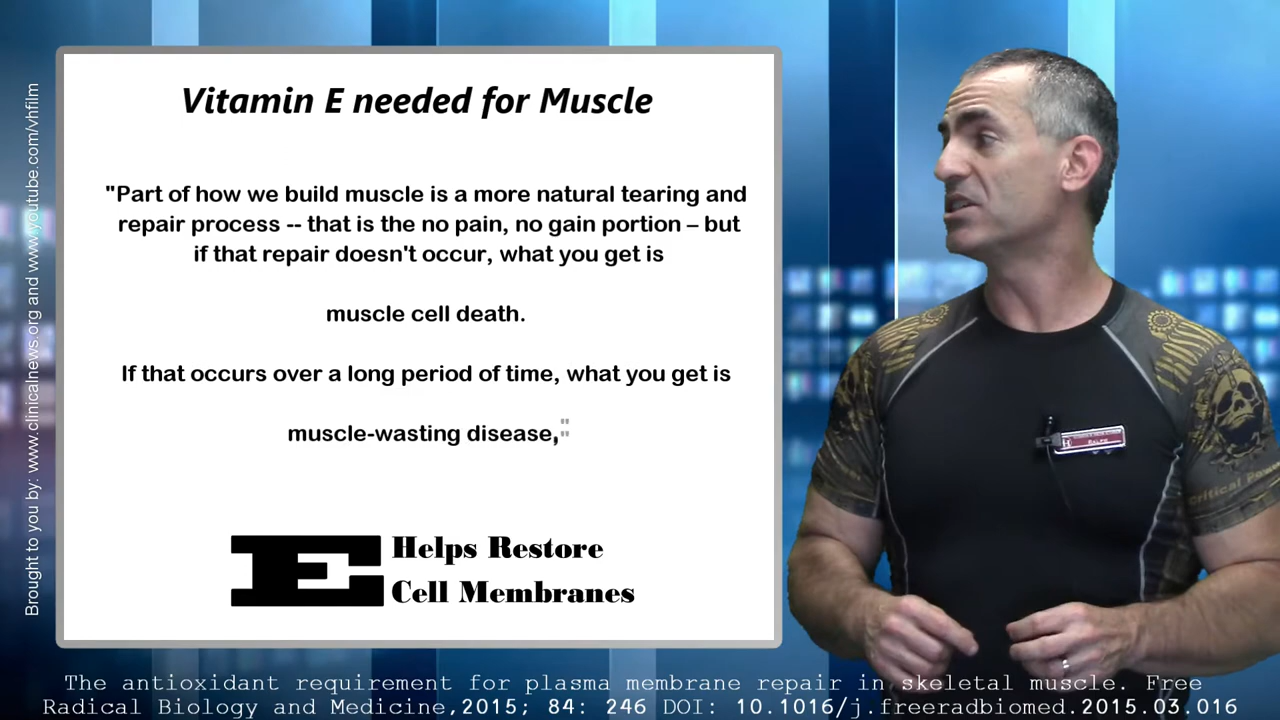 Brought to you by: www.clinicalnews.org and www.youtube.com/vhfilm
Vitamin E needed for Muscle
"Part of how we build muscle is a more natural tearing and
repair process -- that is the no pain, no gain portion – but
if that repair doesn't occur, what you get is
muscle cell death.
If that occurs over a long period of time, what you get is
muscle-wasting disease,"
E Helps Restore
Cell Membranes
Critical Power
RALPH
The antioxidant requirement for plasma membrane repair in skeletal muscle. Free
Radical Biology and Medicine,2015; 84: 246 DOI: 10.1016/j.freeradbiomed.2015.03.016